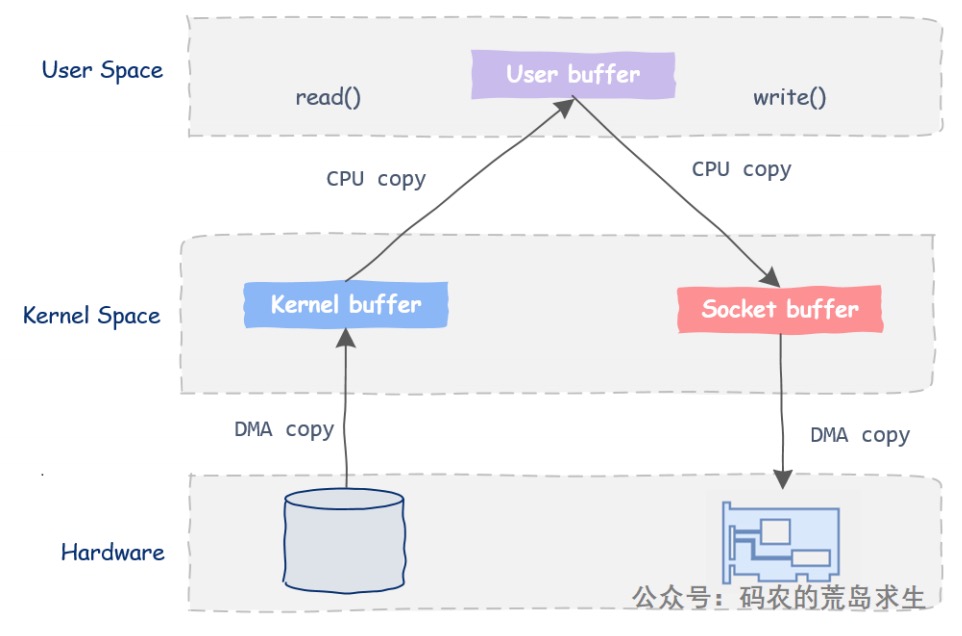 User Space
User buffer
read()
write()
CPU copy
CPU copy
Kernel Space
Kernel buffer
Socket buffer
DMA copy
DMA copy
Hardware
公众号：码农的荒岛求生